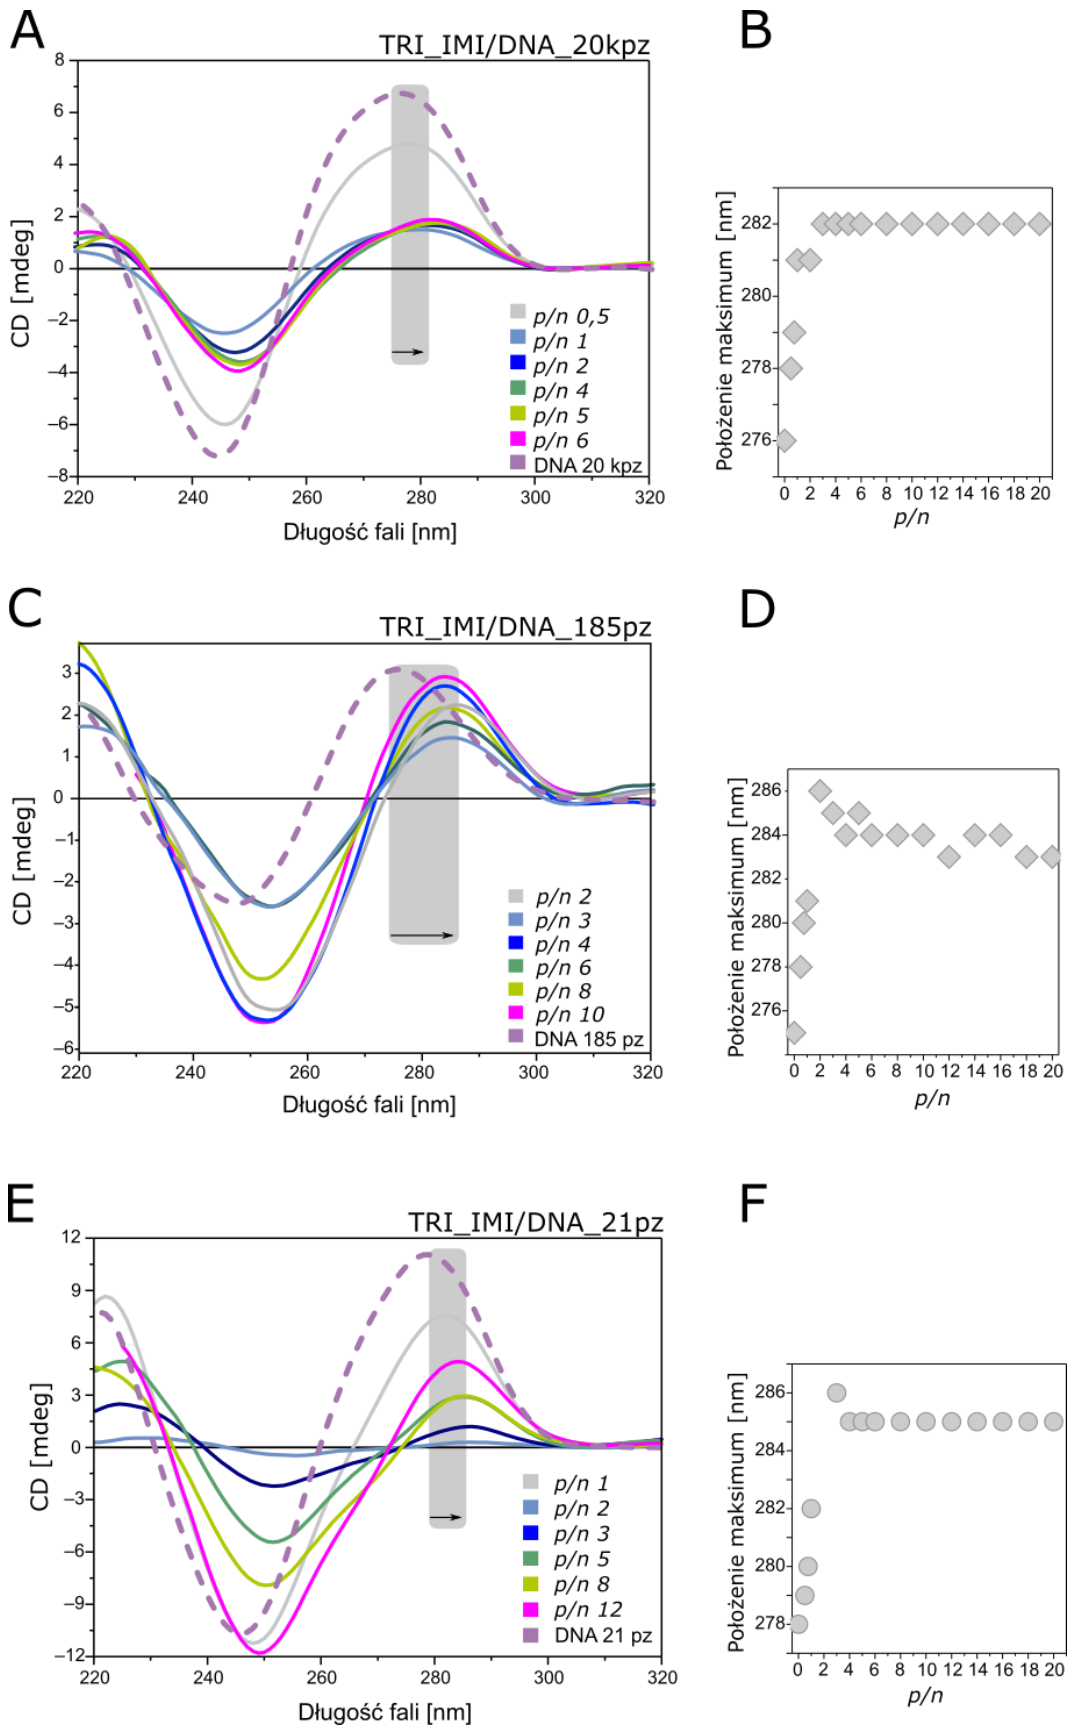 A
TRI_IMI/DNA_20kpz
8
6
4
2
0
−2
−4
−6
−8
CD [mdeg]
220 240 260 280 300 320
Długość fali [nm]
p/n 0,5
p/n 1
p/n 2
p/n 4
p/n 5
p/n 6
DNA 20 kpz
B
282
280
278
276
Położenie maksimum [nm]
0 2 4 6 8 10 12 14 16 18 20
p/n
C
TRI_IMI/DNA_185pz
3
2
1
0
−1
−2
−3
−4
−5
−6
CD [mdeg]
220 240 260 280 300 320
Długość fali [nm]
p/n 2
p/n 3
p/n 4
p/n 6
p/n 8
p/n 10
DNA 185 pz
D
286
284
282
280
278
276
Położenie maksimum [nm]
0 2 4 6 8 10 12 14 16 18 20
p/n
E
TRI_IMI/DNA_21pz
12
9
6
3
0
−3
−6
−9
−12
CD [mdeg]
220 240 260 280 300 320
Długość fali [nm]
p/n 1
p/n 2
p/n 3
p/n 5
p/n 8
p/n 12
DNA 21 pz
F
286
284
282
280
278
Położenie maksimum [nm]
0 2 4 6 8 10 12 14 16 18 20
p/n